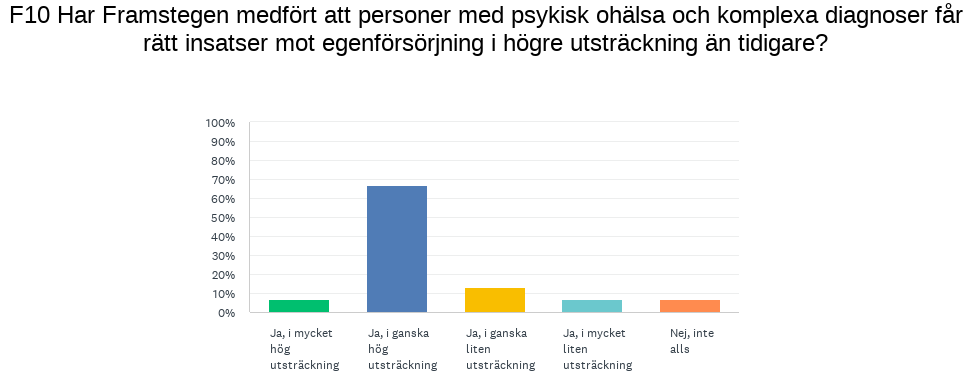 F10 Har Framstegen medfört att personer med psykisk ohälsa och komplexa diagnoser får
rätt insatser mot egenförsörjning i högre utsträckning än tidigare?
100%
90%
80%
70%
60%
50%
40%
30%
20%
10%
0%
Ja, i mycket
hög
utsträckning
Ja, i ganska
hög
utsträckning
Ja, i ganska
liten
utsträckning
Ja, i mycket
liten
utsträckning
Nej, inte
alls